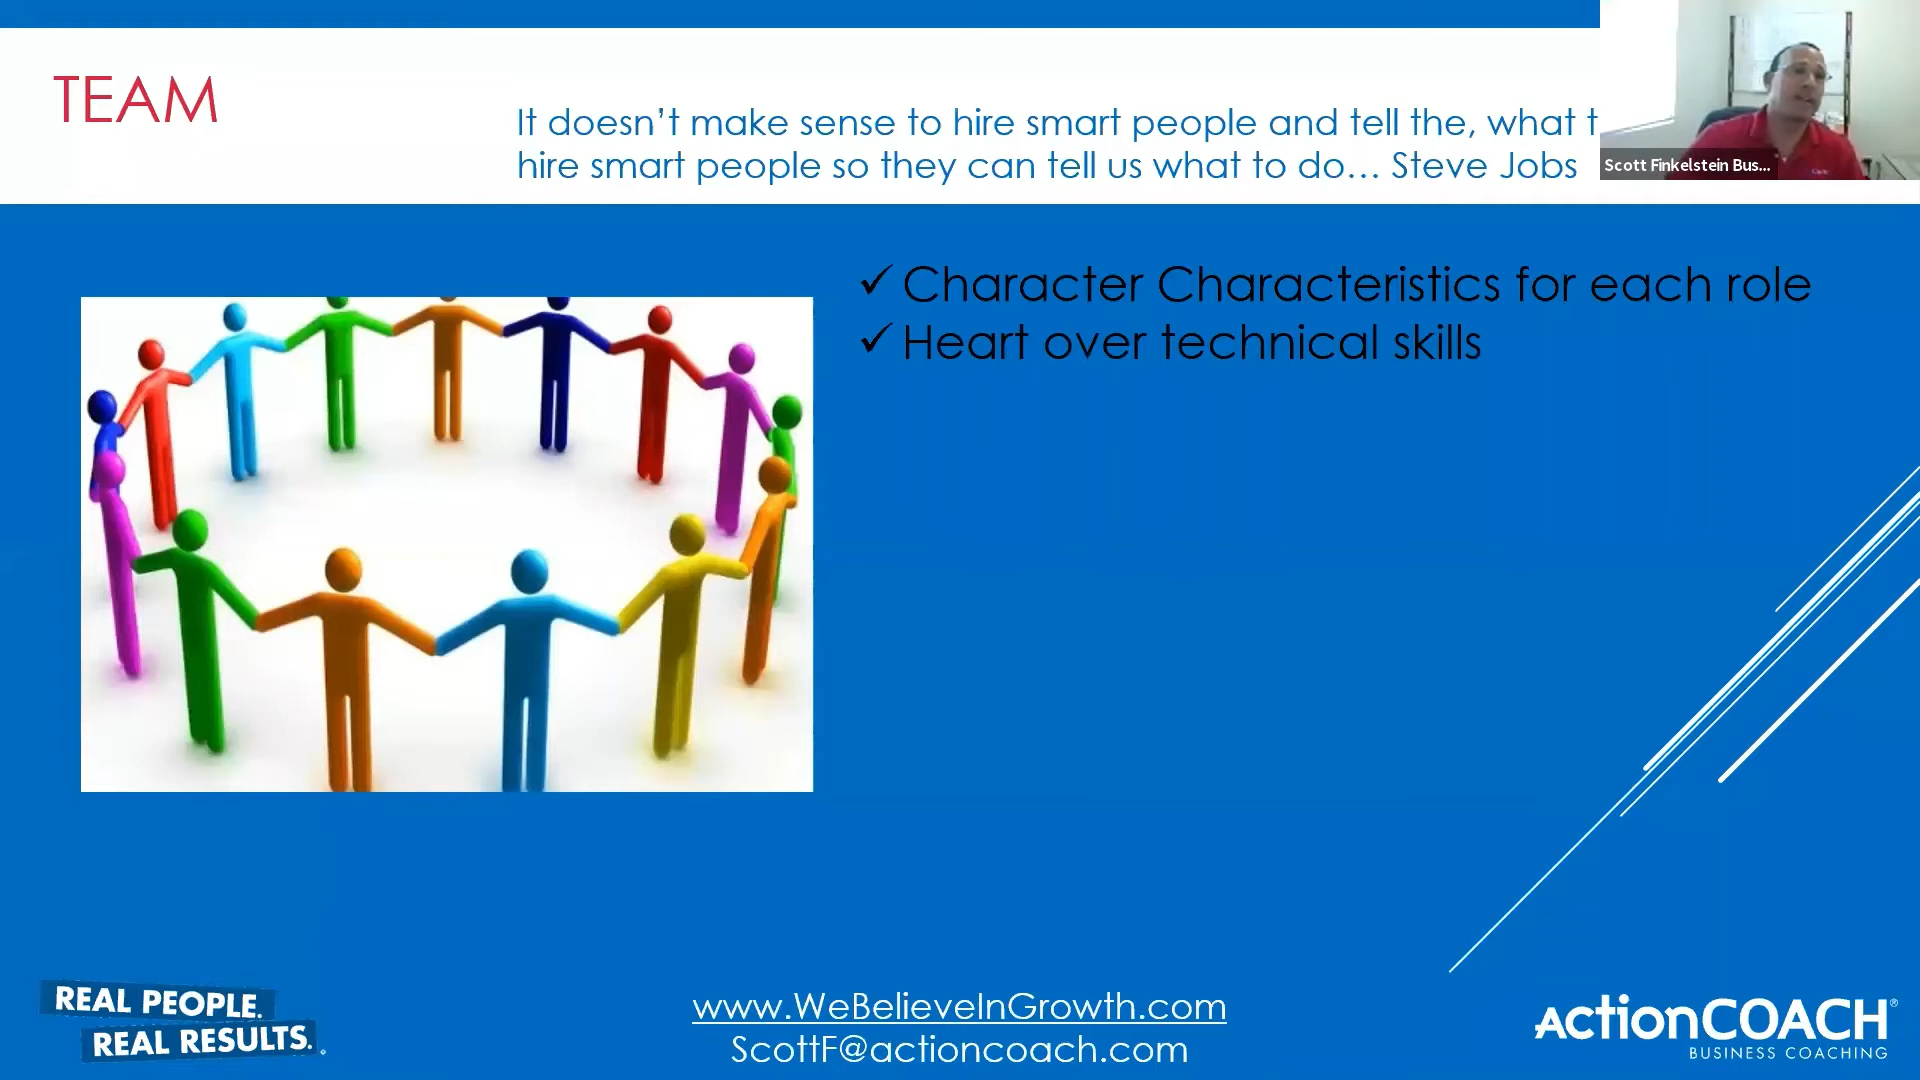 TEAM
It doesn't make sense to hire smart people and tell the, what t
hire smart people so they can tell us what to do... Steve Jobs
Scott Finkelstein Bus...
✓ Character Characteristics for each role
✓ Heart over technical skills
REAL PEOPLE.
REAL RESULTS.
www.WeBelieveInGrowth.com
ScottF@actioncoach.com
ActionCOACH®
BUSINESS COACHING